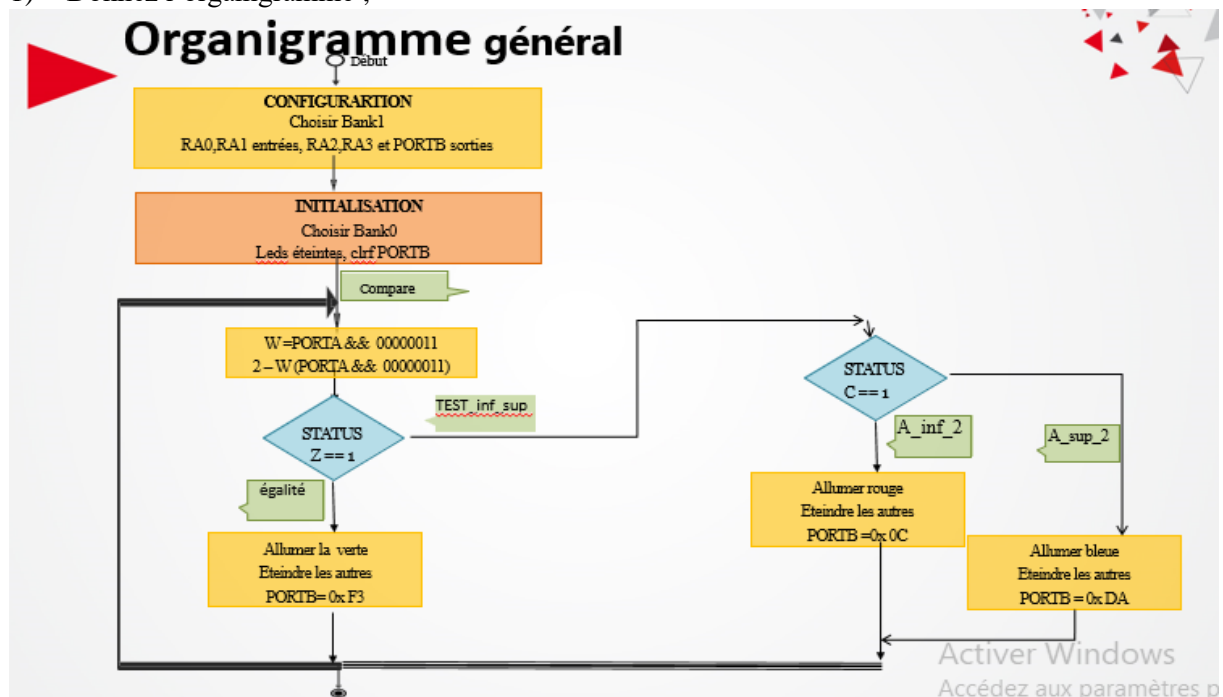 Organigramme général
Début
CONFIGURARTION
Choisir Bank1
RA0,RA1 entrées, RA2,RA3 et PORTB sorties
INITIALISATION
Choisir Bank0
Leds éteintes, clrf PORTB
Compare
W=PORTA && 00000011
2–W(PORTA && 00000011)
STATUS
Z==1
TEST_inf_sup
égalité
Allumer la verte
Eteindre les autres
PORTB= 0x F3
STATUS
C==1
A_inf_2
A_sup_2
Allumer rouge
Eteindre les autres
PORTB =0x 0C
Allumer bleue
Eteindre les autres
PORTB = 0x DA
Activer Windows
Accédez aux paramètres